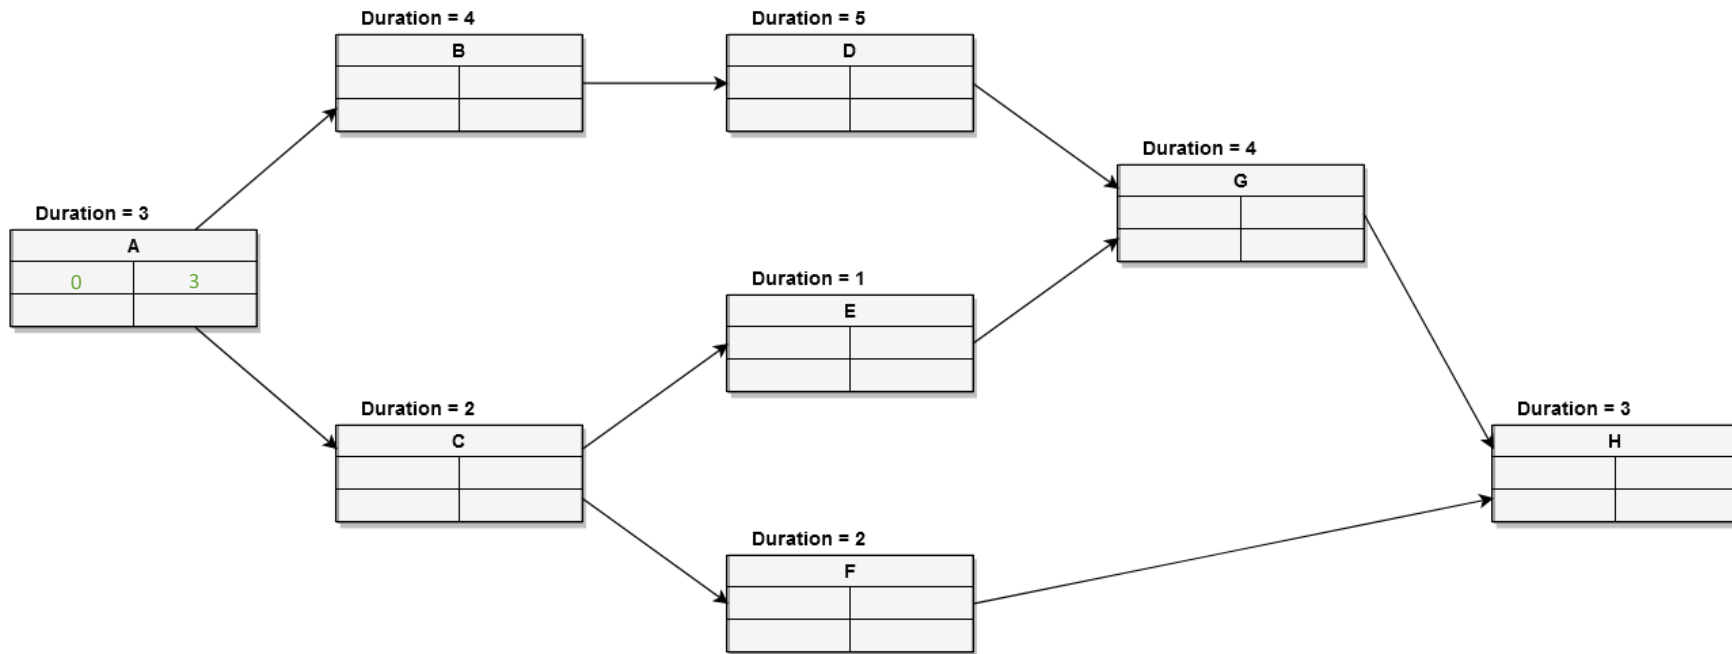 Duration = 4
B
Duration = 5
D
Duration = 4
G
Duration = 3
A
0 3
Duration = 1
E
Duration = 2
C
Duration = 3
H
Duration = 2
F